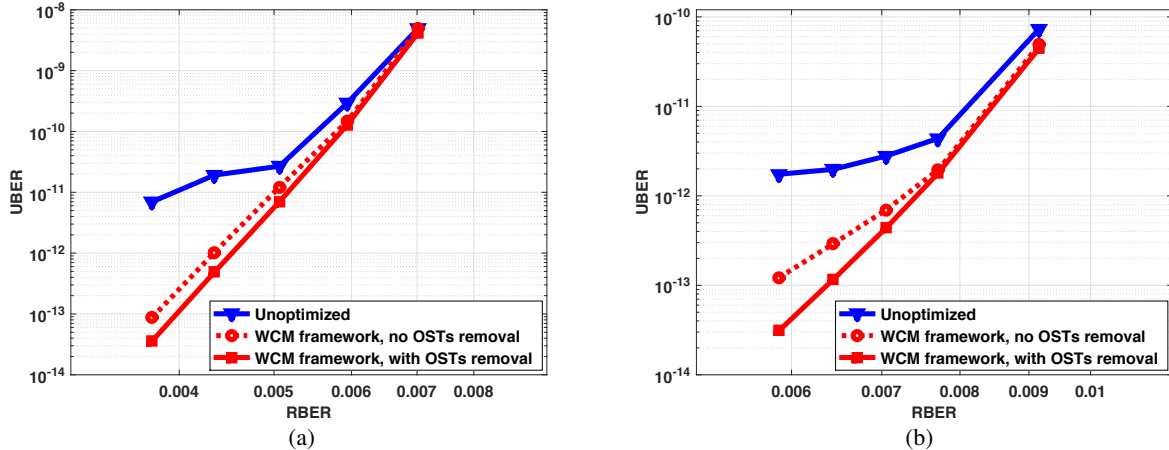 10^-8
10^-9
10^-10
10^-11
10^-12
10^-13
10^-14
UBER
0.004 0.005 0.006 0.007 0.008
RBER
Unoptimized
WCM framework, no OSTs removal
WCM framework, with OSTs removal
(a)
10^-10
10^-11
10^-12
10^-13
10^-14
UBER
0.006 0.007 0.008 0.009 0.01
RBER
Unoptimized
WCM framework, no OSTs removal
WCM framework, with OSTs removal
(b)